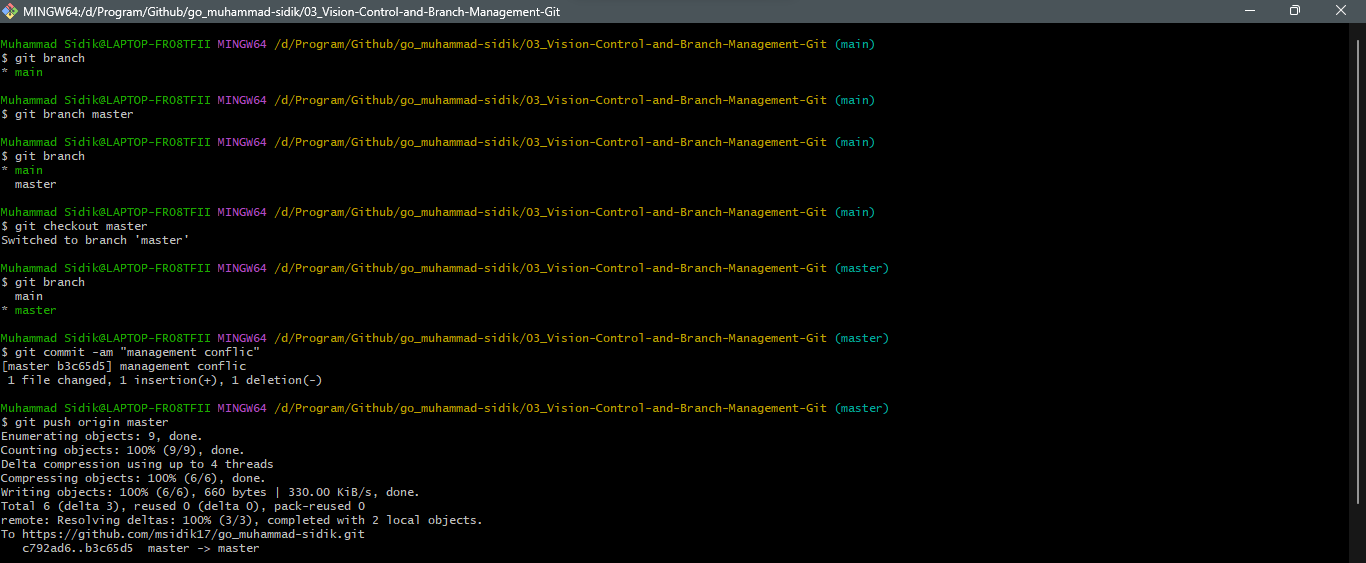 MINGW64:/d/Program/Github/go_muhammad-sidik/03_Vision-Control-and-Branch-Management-Git
Muhammad Sidik@LAPTOP-FRO8TFII MINGW64 /d/Program/Github/go_muhammad-sidik/03_Vision-Control-and-Branch-Management-Git (main)
$ git branch
* main
Muhammad Sidik@LAPTOP-FRO8TFII MINGW64 /d/Program/Github/go_muhammad-sidik/03_Vision-Control-and-Branch-Management-Git (main)
$ git branch master
Muhammad Sidik@LAPTOP-FRO8TFII MINGW64 /d/Program/Github/go_muhammad-sidik/03_Vision-Control-and-Branch-Management-Git (main)
$ git branch
* main
  master
Muhammad Sidik@LAPTOP-FRO8TFII MINGW64 /d/Program/Github/go_muhammad-sidik/03_Vision-Control-and-Branch-Management-Git (main)
$ git checkout master
Switched to branch 'master'
Muhammad Sidik@LAPTOP-FRO8TFII MINGW64 /d/Program/Github/go_muhammad-sidik/03_Vision-Control-and-Branch-Management-Git (master)
$ git branch
  main
* master
Muhammad Sidik@LAPTOP-FRO8TFII MINGW64 /d/Program/Github/go_muhammad-sidik/03_Vision-Control-and-Branch-Management-Git (master)
$ git commit -am "management conflic"
[master b3c65d5] management conflic
 1 file changed, 1 insertion(+), 1 deletion(-)
Muhammad Sidik@LAPTOP-FRO8TFII MINGW64 /d/Program/Github/go_muhammad-sidik/03_Vision-Control-and-Branch-Management-Git (master)
$ git push origin master
Enumerating objects: 9, done.
Counting objects: 100% (9/9), done.
Delta compression using up to 4 threads
Compressing objects: 100% (6/6), done.
Writing objects: 100% (6/6), 660 bytes | 330.00 KiB/s, done.
Total 6 (delta 3), reused 0 (delta 0), pack-reused 0
remote: Resolving deltas: 100% (3/3), completed with 2 local objects.
To https://github.com/msidik17/go_muhammad-sidik.git
   c792ad6..b3c65d5  master -> master